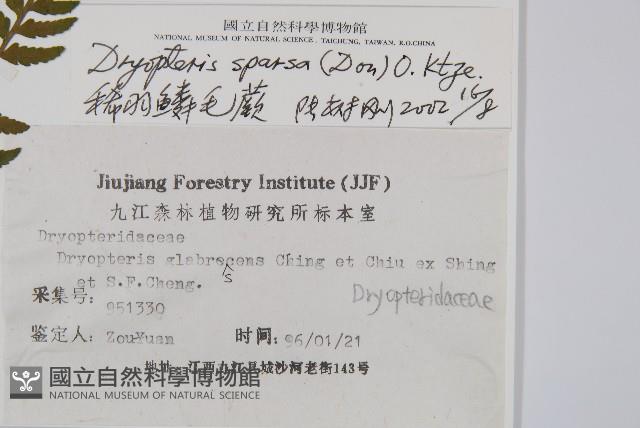 國立自然科學博物館
NATIONAL MUSEUM OF NATURAL SCIENCE, TAICHUNG, TAIWAN, R.O.CHINA
Dryopteris sparsa (Don) O. Ktze.
稀羽鱗毛蕨 2002 16/8
Jiujiang Forestry Institute (JJF)
九江森林植物研究所标本室
Dryopteridaceae
Dryopteris glabrecens Ching et Chiu ex Shing
s
et S.F.Cheng.
采集号: 951330
Dryopteridaceae
鉴定人: ZouYuan 时间: 96/01/21
地址: 江西九江县城沙河老街143号
國立自然科學博物館
NATIONAL MUSEUM OF NATURAL SCIENCE